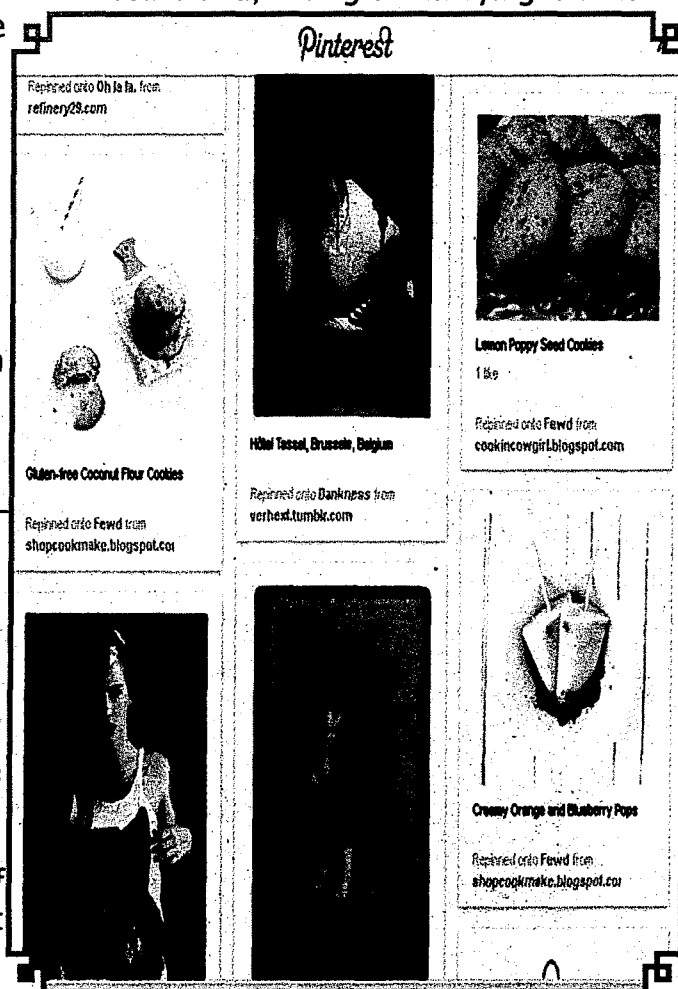 Pinterest
Repinned onto Oh la la. from
refinery29.com
Gluten-free Coconut Flour Cookies
Repinned onto Fewd from
shopcookmake.blogspot.co
Hôtel Tassel, Brussels, Belgium
Repinned onto Dankness from
verhext.tumblr.com
Lemon Poppy Seed Cookies
1 like
Repinned onto Fewd from
cookincowgirl.blogspot.com
Creamy Orange and Blueberry Pops
Repinned onto Fewd from
shopcookmake.blogspot.co